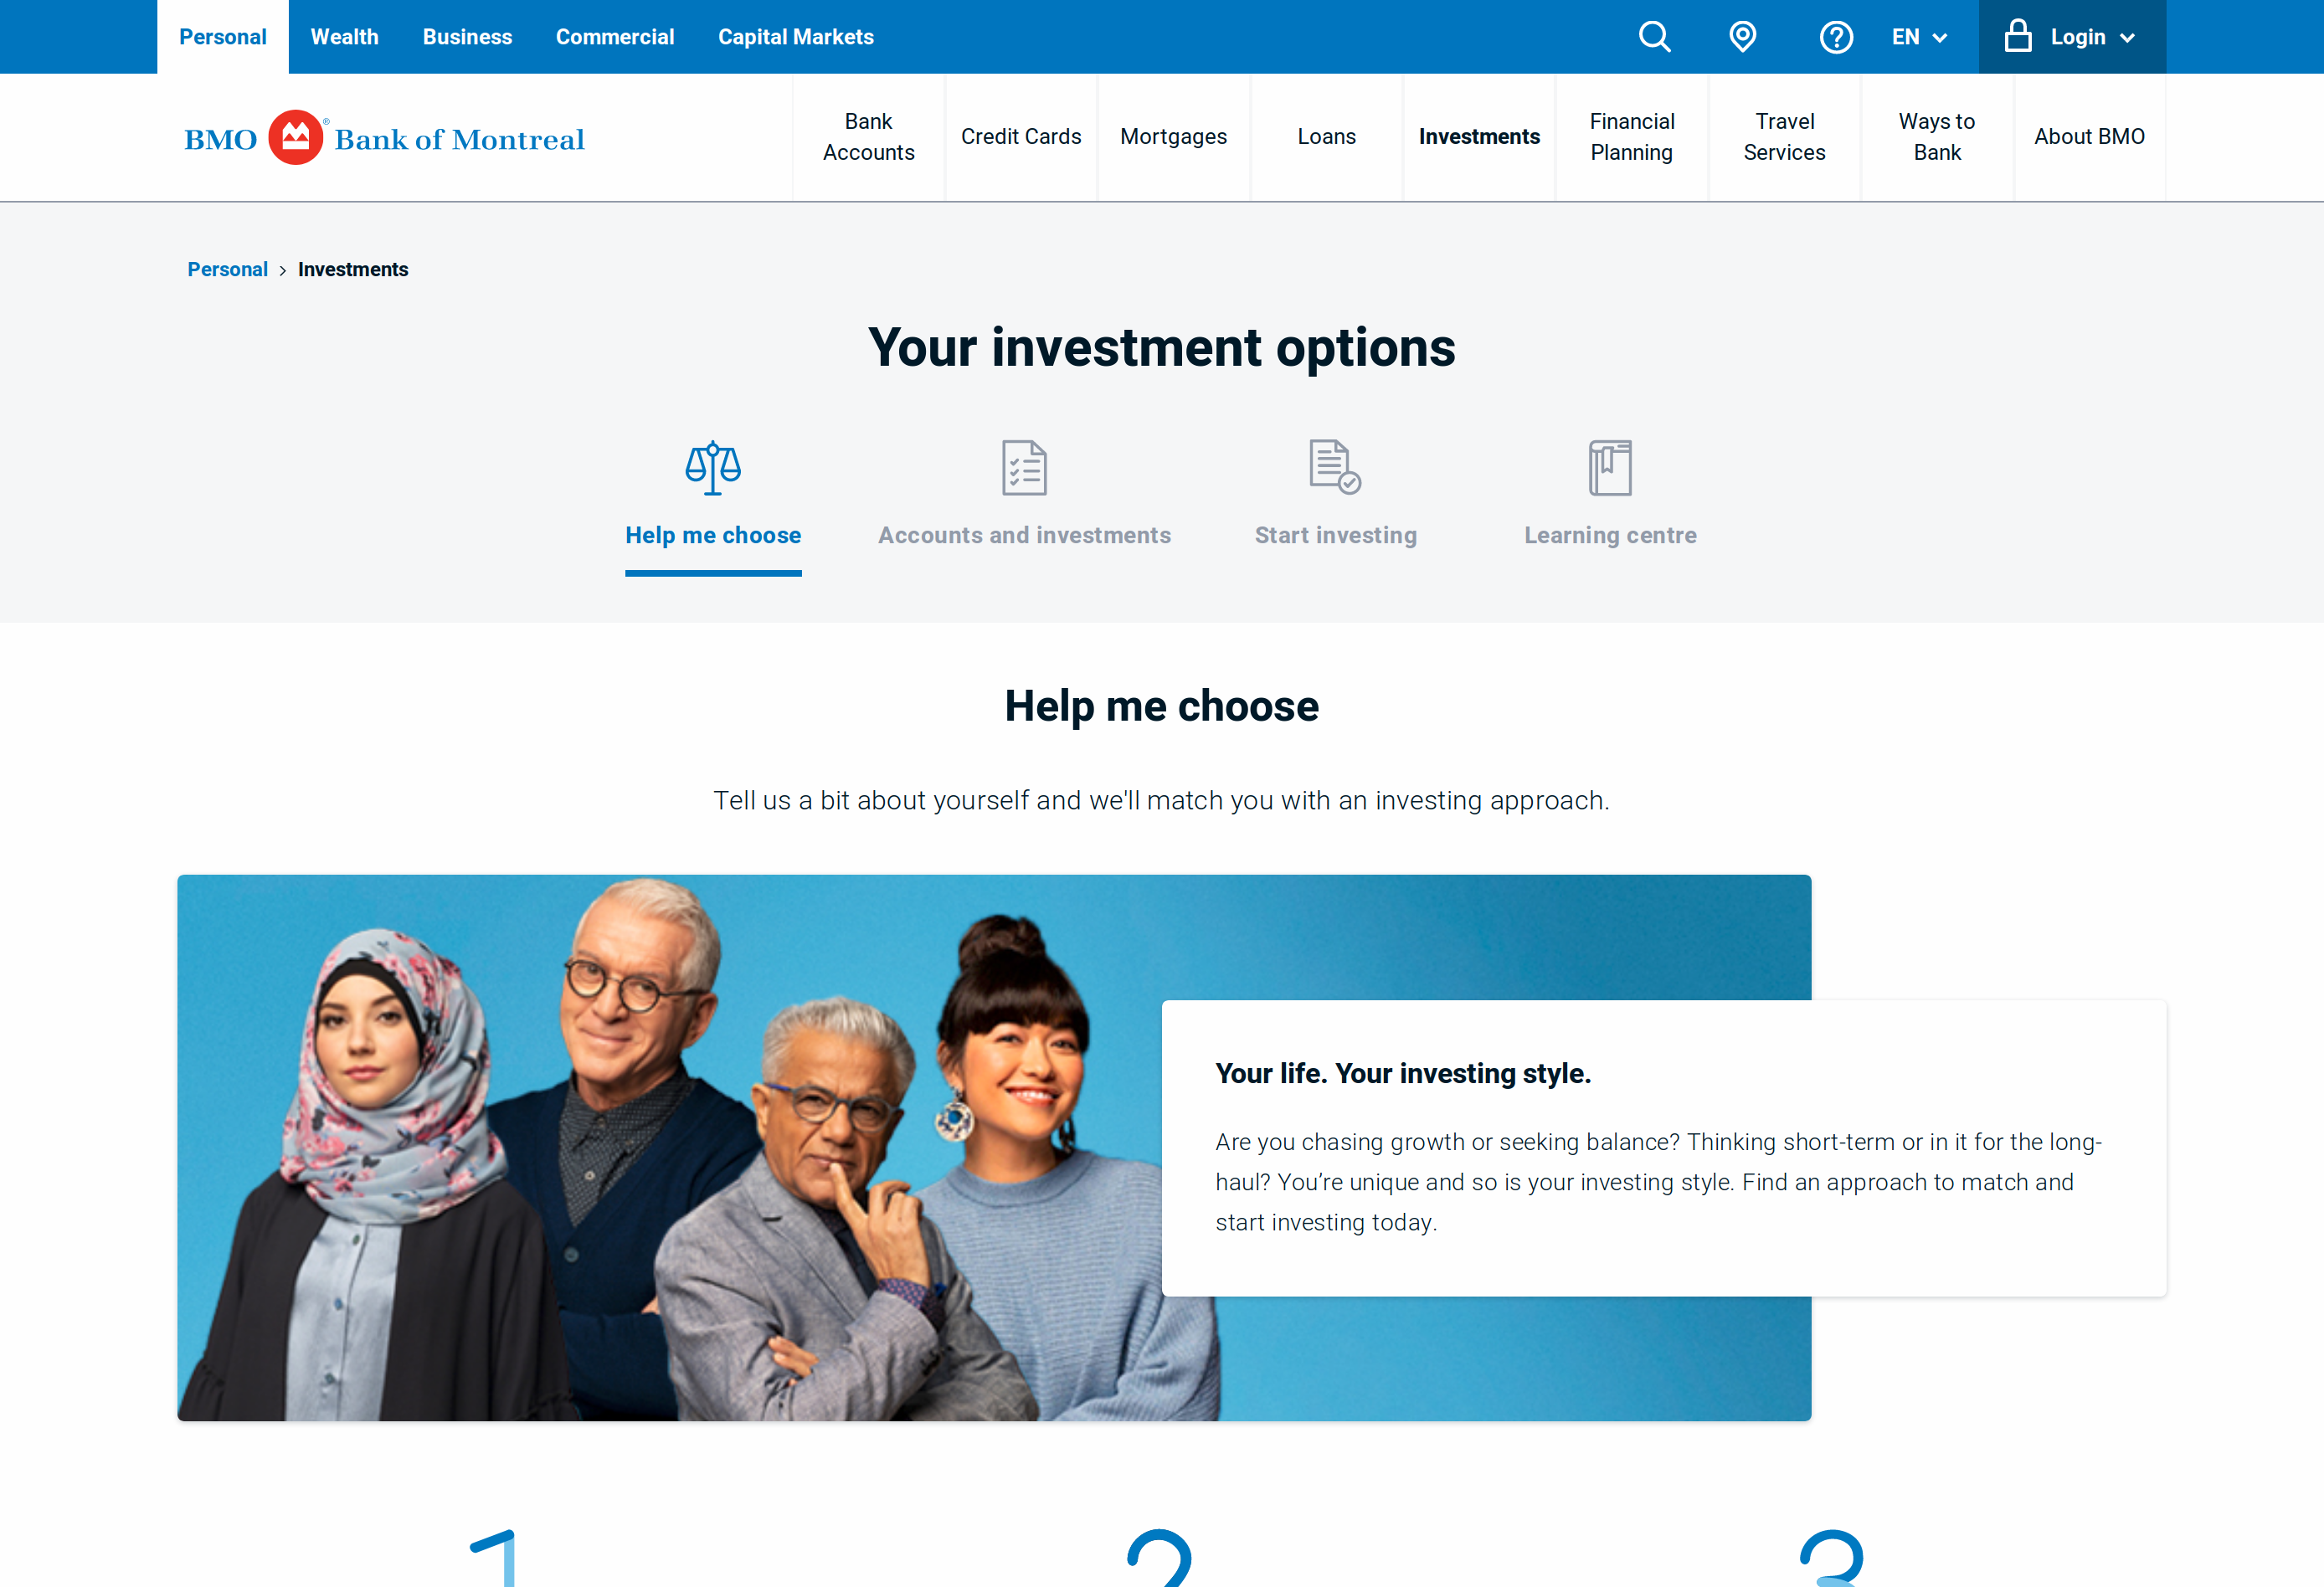 Personal Wealth Business Commercial Capital Markets EN Login
BMO ® Bank of Montreal
Bank Accounts
Credit Cards
Mortgages
Loans
Investments
Financial Planning
Travel Services
Ways to Bank
About BMO
Personal > Investments
Your investment options
Help me choose
Accounts and investments
Start investing
Learning centre
Help me choose
Tell us a bit about yourself and we'll match you with an investing approach.
Your life. Your investing style.
Are you chasing growth or seeking balance? Thinking short-term or in it for the long-
haul? You’re unique and so is your investing style. Find an approach to match and
start investing today.
1 2 3